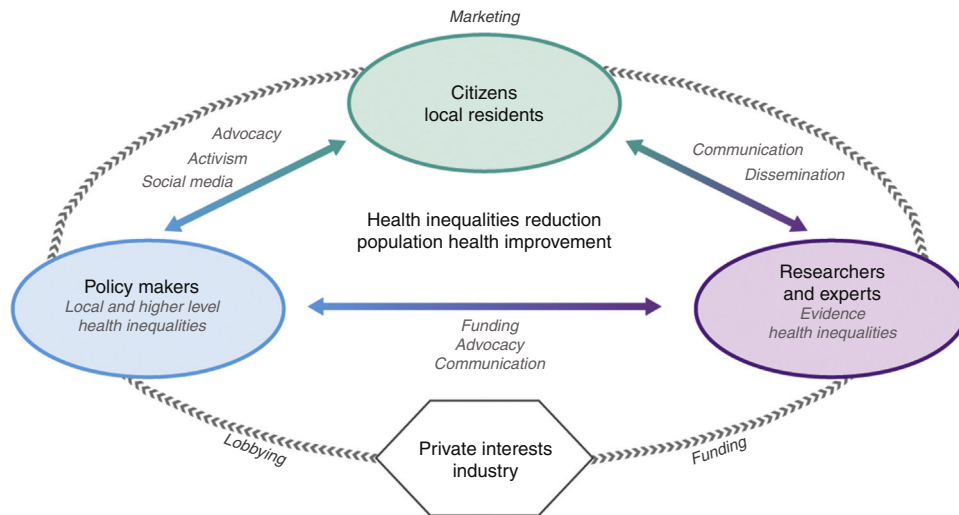 Marketing
Citizens
local residents
Advocacy
Activism
Social media
Communication
Dissemination
Health inequalities reduction
population health improvement
Policy makers
Local and higher level
health inequalities
Researchers
and experts
Evidence
health inequalities
Funding
Advocacy
Communication
Lobbying
Private interests
industry
Funding